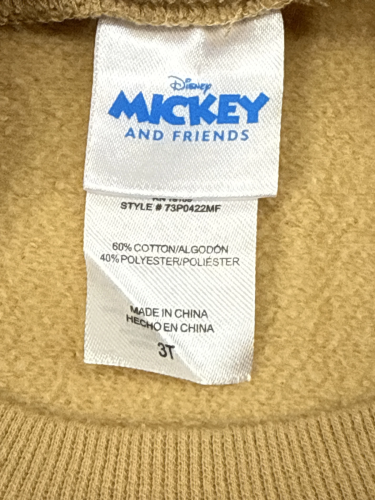 Disney
MICKEY
AND FRIENDS
STYLE # 73P0422MF
60% COTTON/ALGODÓN
40% POLYESTER/POLIÉSTER
MADE IN CHINA
HECHO EN CHINA
3T